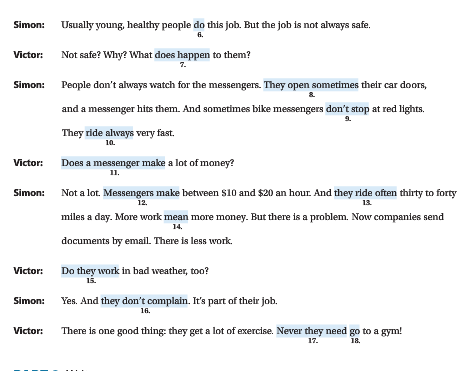 Simon: Usually young, healthy people do this job. But the job is not always safe.
6.
Victor: Not safe? Why? What does happen to them?
7.
Simon: People don't always watch for the messengers. They open sometimes their car doors,
8.
and a messenger hits them. And sometimes bike messengers don't stop at red lights.
9.
They ride always very fast.
10.
Victor: Does a messenger make a lot of money?
11.
Simon: Not a lot. Messengers make between $10 and $20 an hour. And they ride often thirty to forty
12. 13.
miles a day. More work mean more money. But there is a problem. Now companies send
14.
documents by email. There is less work.
Victor: Do they work in bad weather, too?
15.
Simon: Yes. And they don't complain. It's part of their job.
16.
Victor: There is one good thing: they get a lot of exercise. Never they need go to a gym!
17. 18.